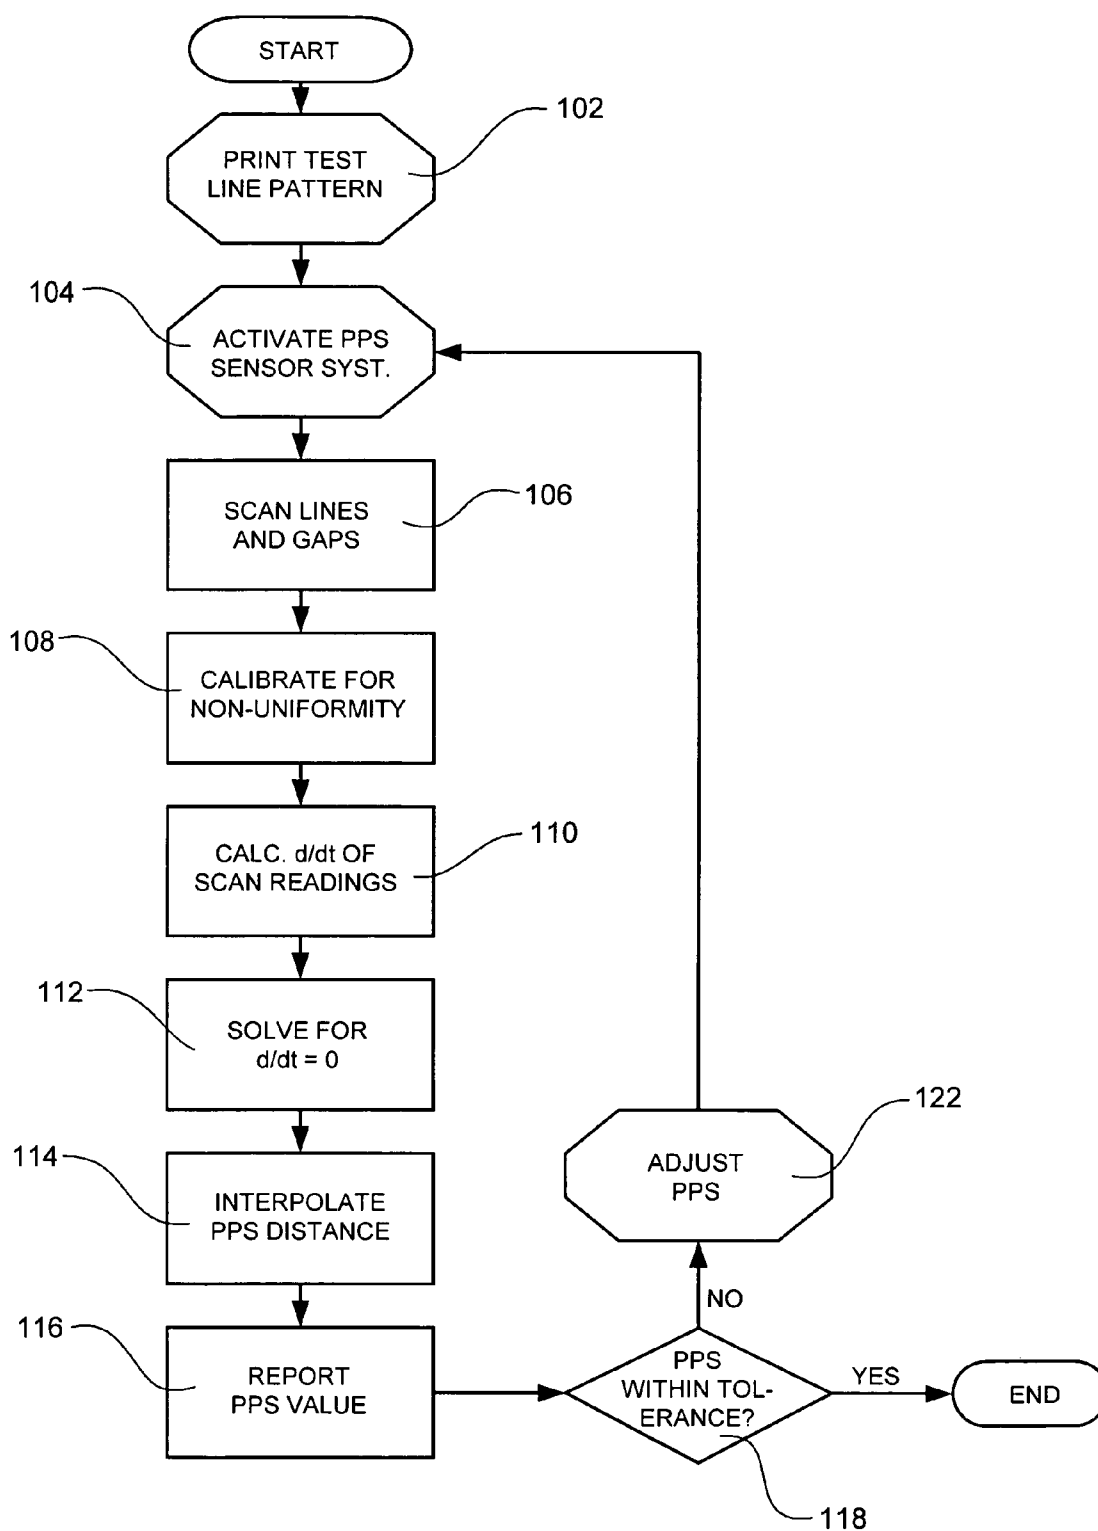 START
102
PRINT TEST
LINE PATTERN
104
ACTIVATE PPS
SENSOR SYST.
SCAN LINES
AND GAPS
106
108
CALIBRATE FOR
NON-UNIFORMITY
CALC. d/dt OF
SCAN READINGS
110
112
SOLVE FOR
d/dt = 0
114
INTERPOLATE
PPS DISTANCE
116
REPORT
PPS VALUE
122
ADJUST
PPS
NO
PPS
WITHIN TOL-
ERANCE?
118
YES
END